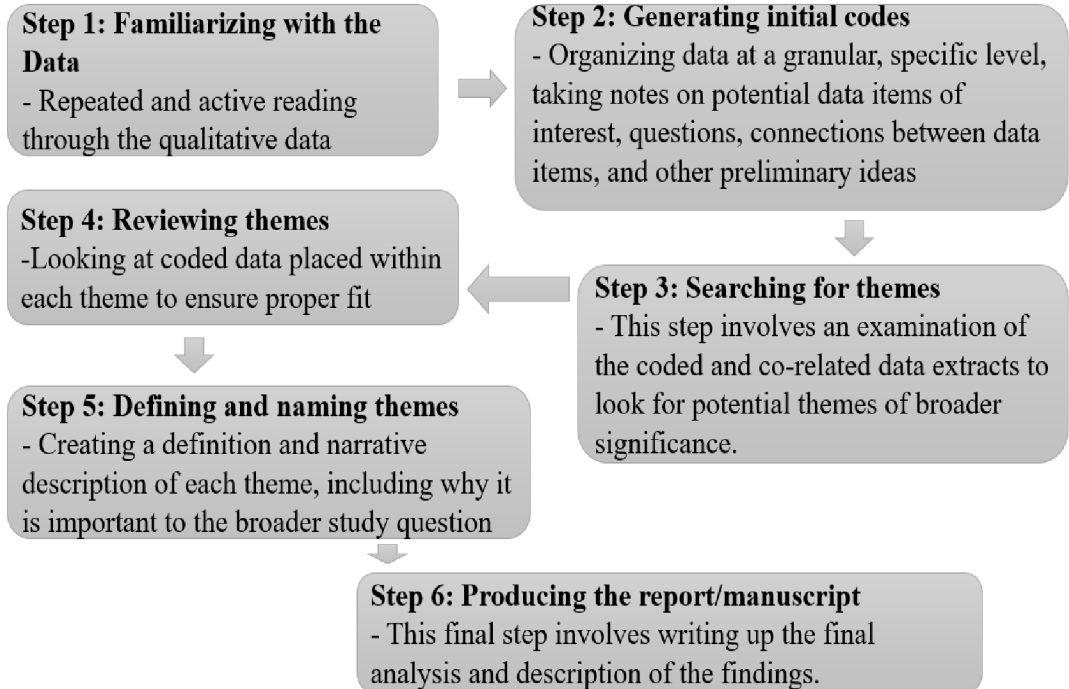 Step 1: Familiarizing with the
Data
- Repeated and active reading
through the qualitative data
Step 2: Generating initial codes
- Organizing data at a granular, specific level,
taking notes on potential data items of
interest, questions, connections between data
items, and other preliminary ideas
Step 3: Searching for themes
- This step involves an examination of
the coded and co-related data extracts to
look for potential themes of broader
significance.
Step 4: Reviewing themes
-Looking at coded data placed within
each theme to ensure proper fit
Step 5: Defining and naming themes
- Creating a definition and narrative
description of each theme, including why it
is important to the broader study question
Step 6: Producing the report/manuscript
- This final step involves writing up the final
analysis and description of the findings.